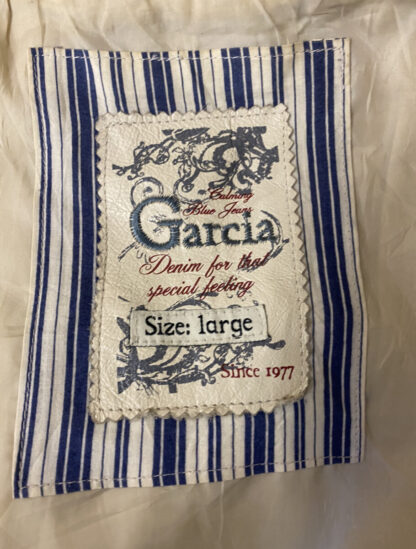 Calming
Blue Jeans
Garcia
Denim for that
special feeling
Size: large
Since 1977